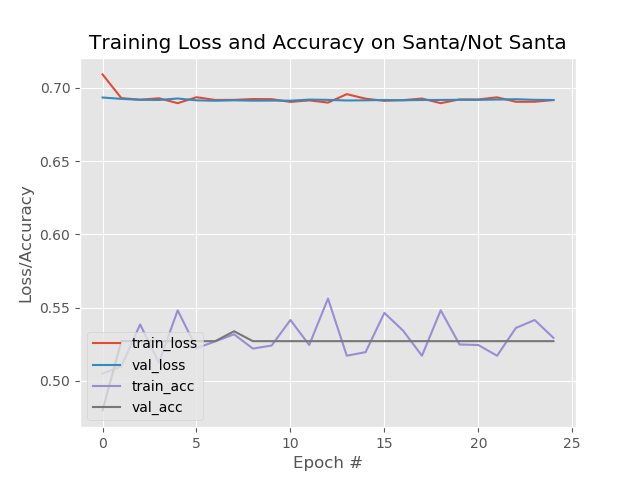 Training Loss and Accuracy on Santa/Not Santa
0.70
0.65
0.60
0.55
0.50
Loss/Accuracy
train_loss
val_loss
train_acc
val_acc
0 5 10 15 20 25
Epoch #